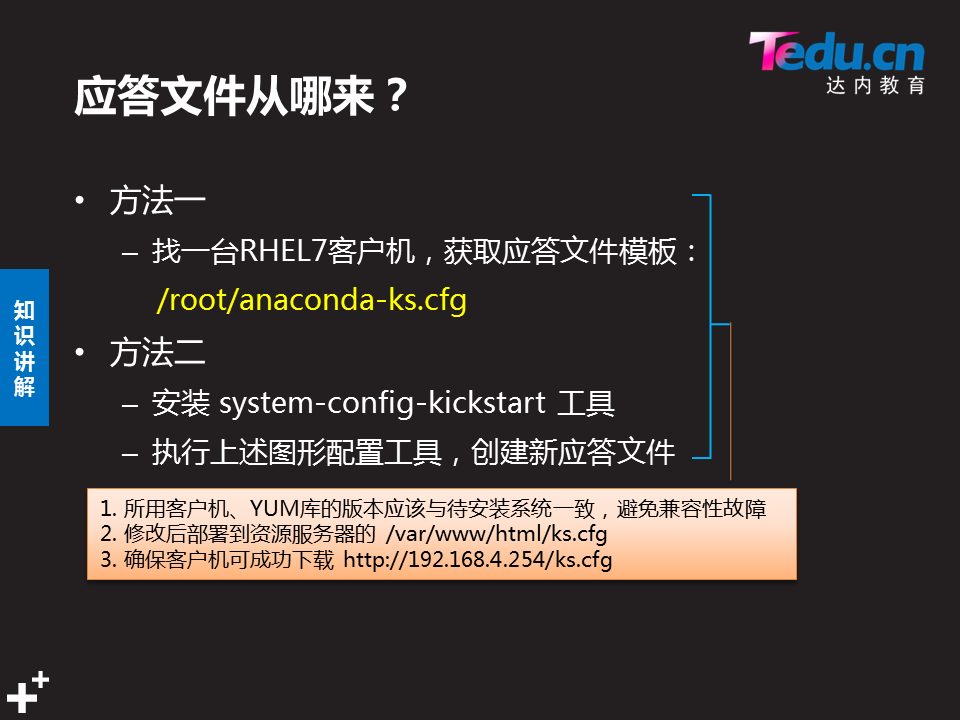 Tedu.cn
达内教育
应答文件从哪来？
• 方法一
– 找一台RHEL7客户机，获取应答文件模板：
/root/anaconda-ks.cfg
• 方法二
– 安装 system-config-kickstart 工具
– 执行上述图形配置工具，创建新应答文件
知识讲解
1. 所用客户机、YUM库的版本应该与待安装系统一致，避免兼容性故障
2. 修改后部署到资源服务器的 /var/www/html/ks.cfg
3. 确保客户机可成功下载 http://192.168.4.254/ks.cfg